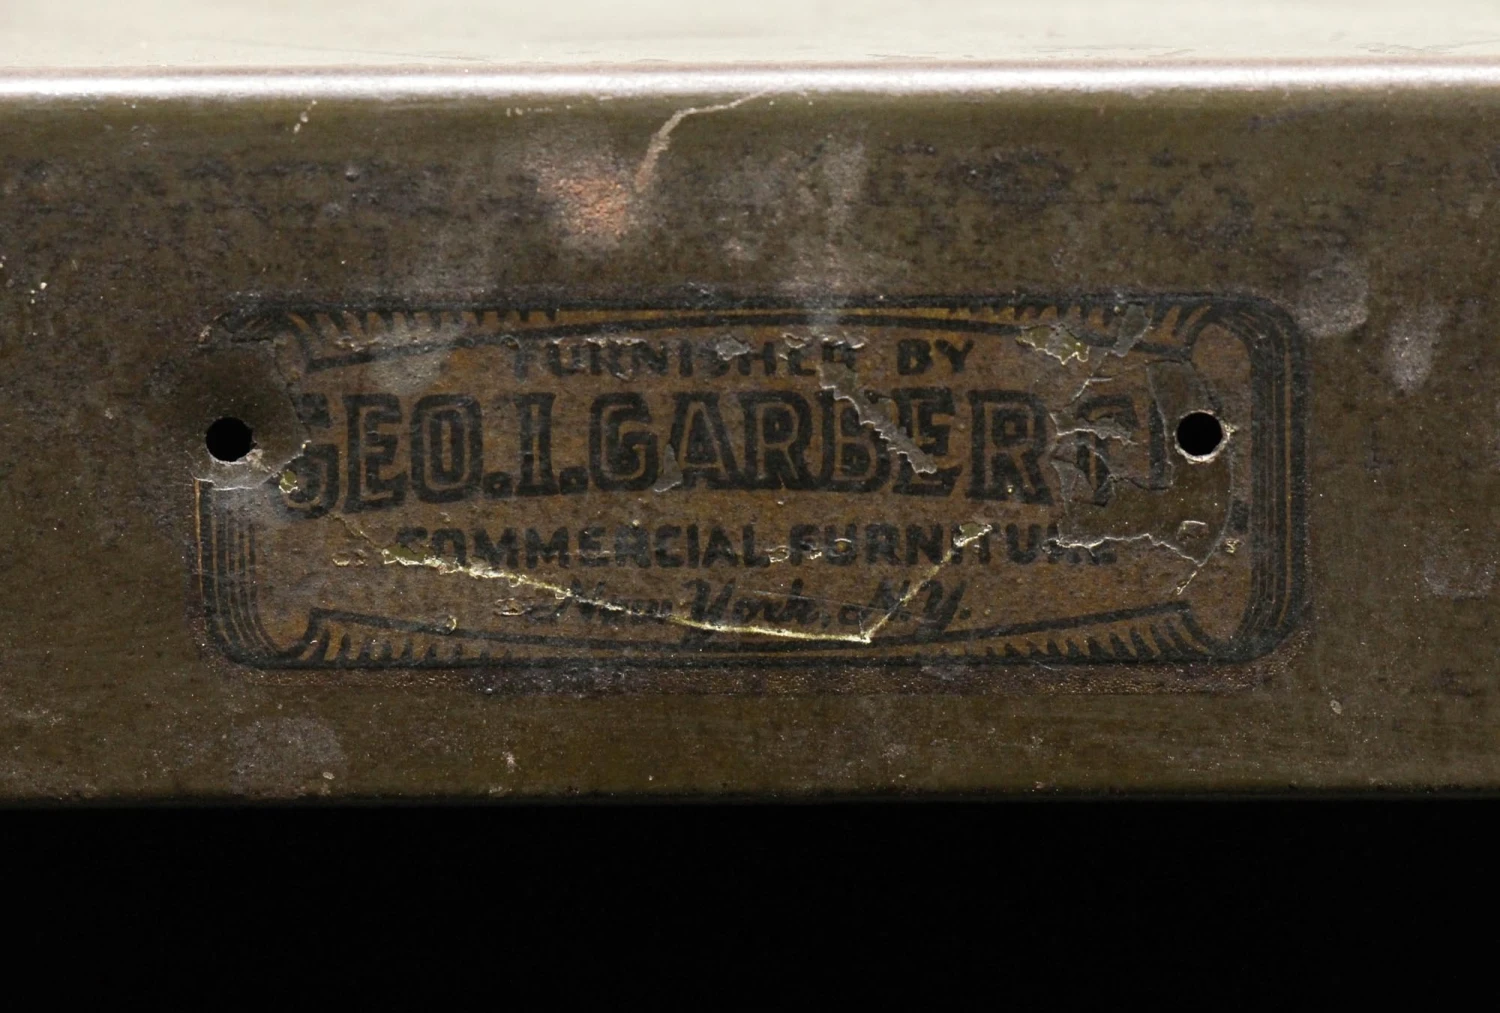 FURNISHED BY
GEO. I. GARBER
COMMERCIAL FURNITURE
New York, N.Y.